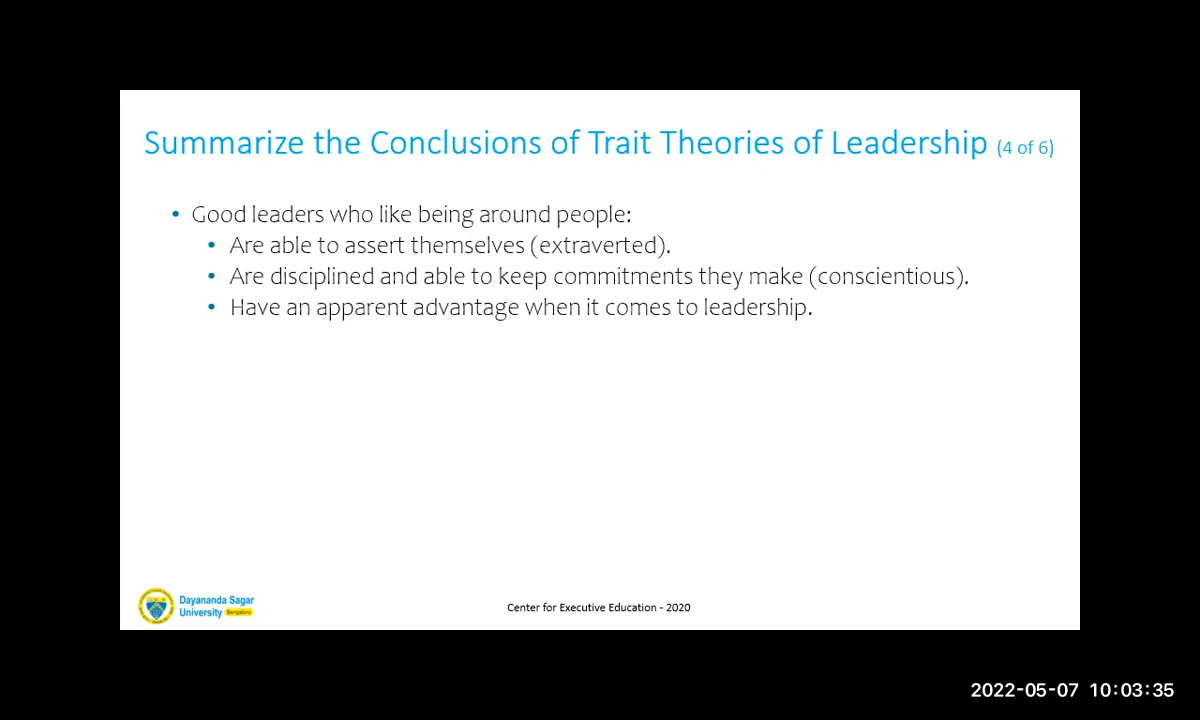 Summarize the Conclusions of Trait Theories of Leadership (4 of 6)
• Good leaders who like being around people:
• Are able to assert themselves (extraverted).
• Are disciplined and able to keep commitments they make (conscientious).
• Have an apparent advantage when it comes to leadership.
Dayananda Sagar
University Bengaluru
Center for Executive Education - 2020
2022-05-07 10:03:35